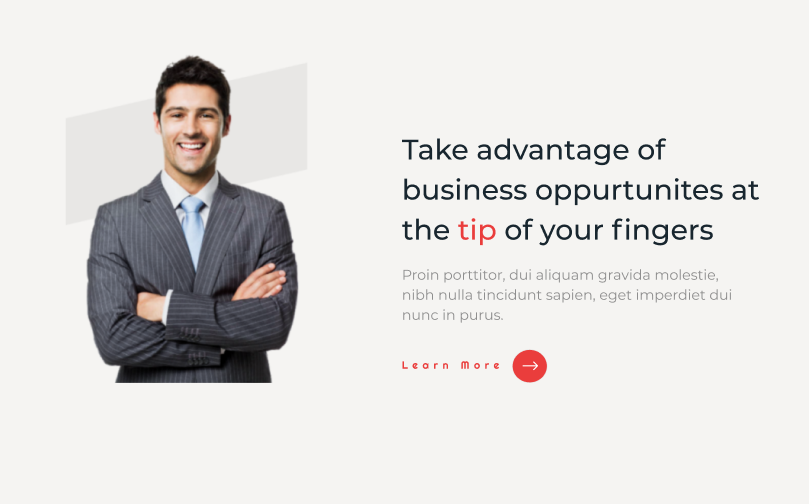 Take advantage of
business oppurtunites at
the tip of your fingers
Proin porttitor, dui aliquam gravida molestie,
nibh nulla tincidunt sapien, eget imperdiet dui
nunc in purus.
Learn More